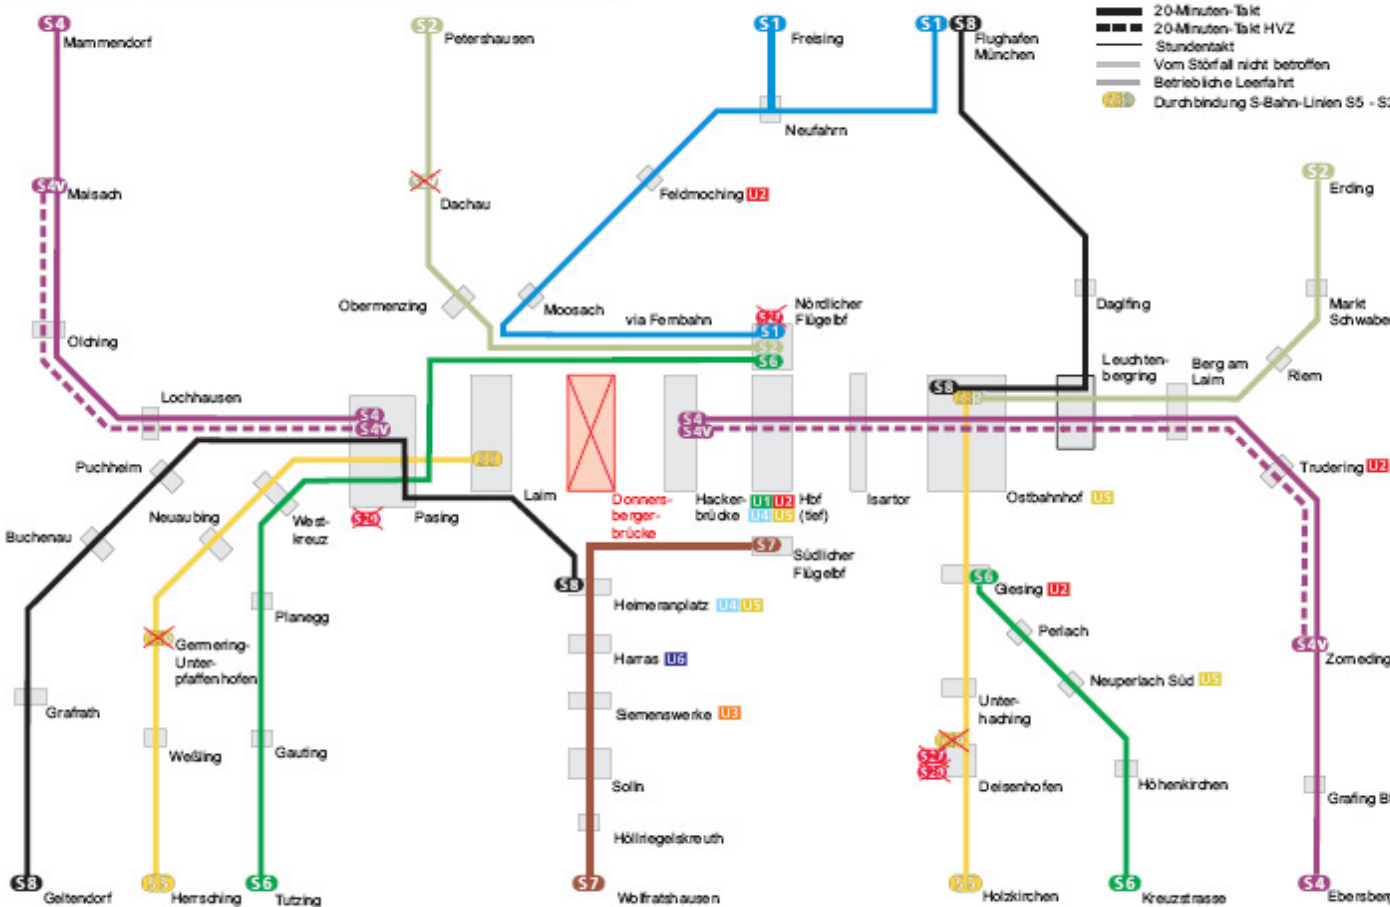 S4
Mammendorf
S2
Petershausen
S1
Freising
S1
S8
Flughafen
München
20-Minuten-Takt
20-Minuten-Takt HVZ
Stundentakt
Vom Störfall nicht betroffen
Betriebliche Leerfahrt
Durchbindung S-Bahn-Linien S5 - S2
Neufahrn
S4V
Maisach
Dachau
Feldmoching U2
S2
Erding
Obermenzing
Moosach
via Fernbahn
Nördlicher
Flügelbf
S1
S2
S6
Daglfing
Markt
Schwaben
Olching
Lochhausen
S4
S4V
S8
Leuchten-
bergring
Berg am
Laim
Riem
S4
S4V
Puchheim
Neuaubing
West-
kreuz
Pasing
Laim
Donners-
berger-
brücke
Hacker-
brücke
U1 U2
U4 U5
Hbf
(tief)
Isartor
Ostbahnhof U5
Trudering U2
Buchenau
S7
Südlicher
Flügelbf
S8
Heimeranplatz U4 U5
S6
Giesing U2
Planegg
Perlach
Germering-
Unter-
pfaffenhofen
Harras U6
Neuperlach Süd U5
S4V
Zorneding
Grafrath
Siemenswerke U3
Unter-
haching
Weßling
Gauting
Solln
S20
Deisenhofen
Höhenkirchen
Grafing B
Höllriegelskreuth
S8
Geltendorf
S5
Herrsching
S6
Tutzing
S7
Wolfratshausen
S5
Holzkirchen
S6
Kreuzstrasse
S4
Ebersberg